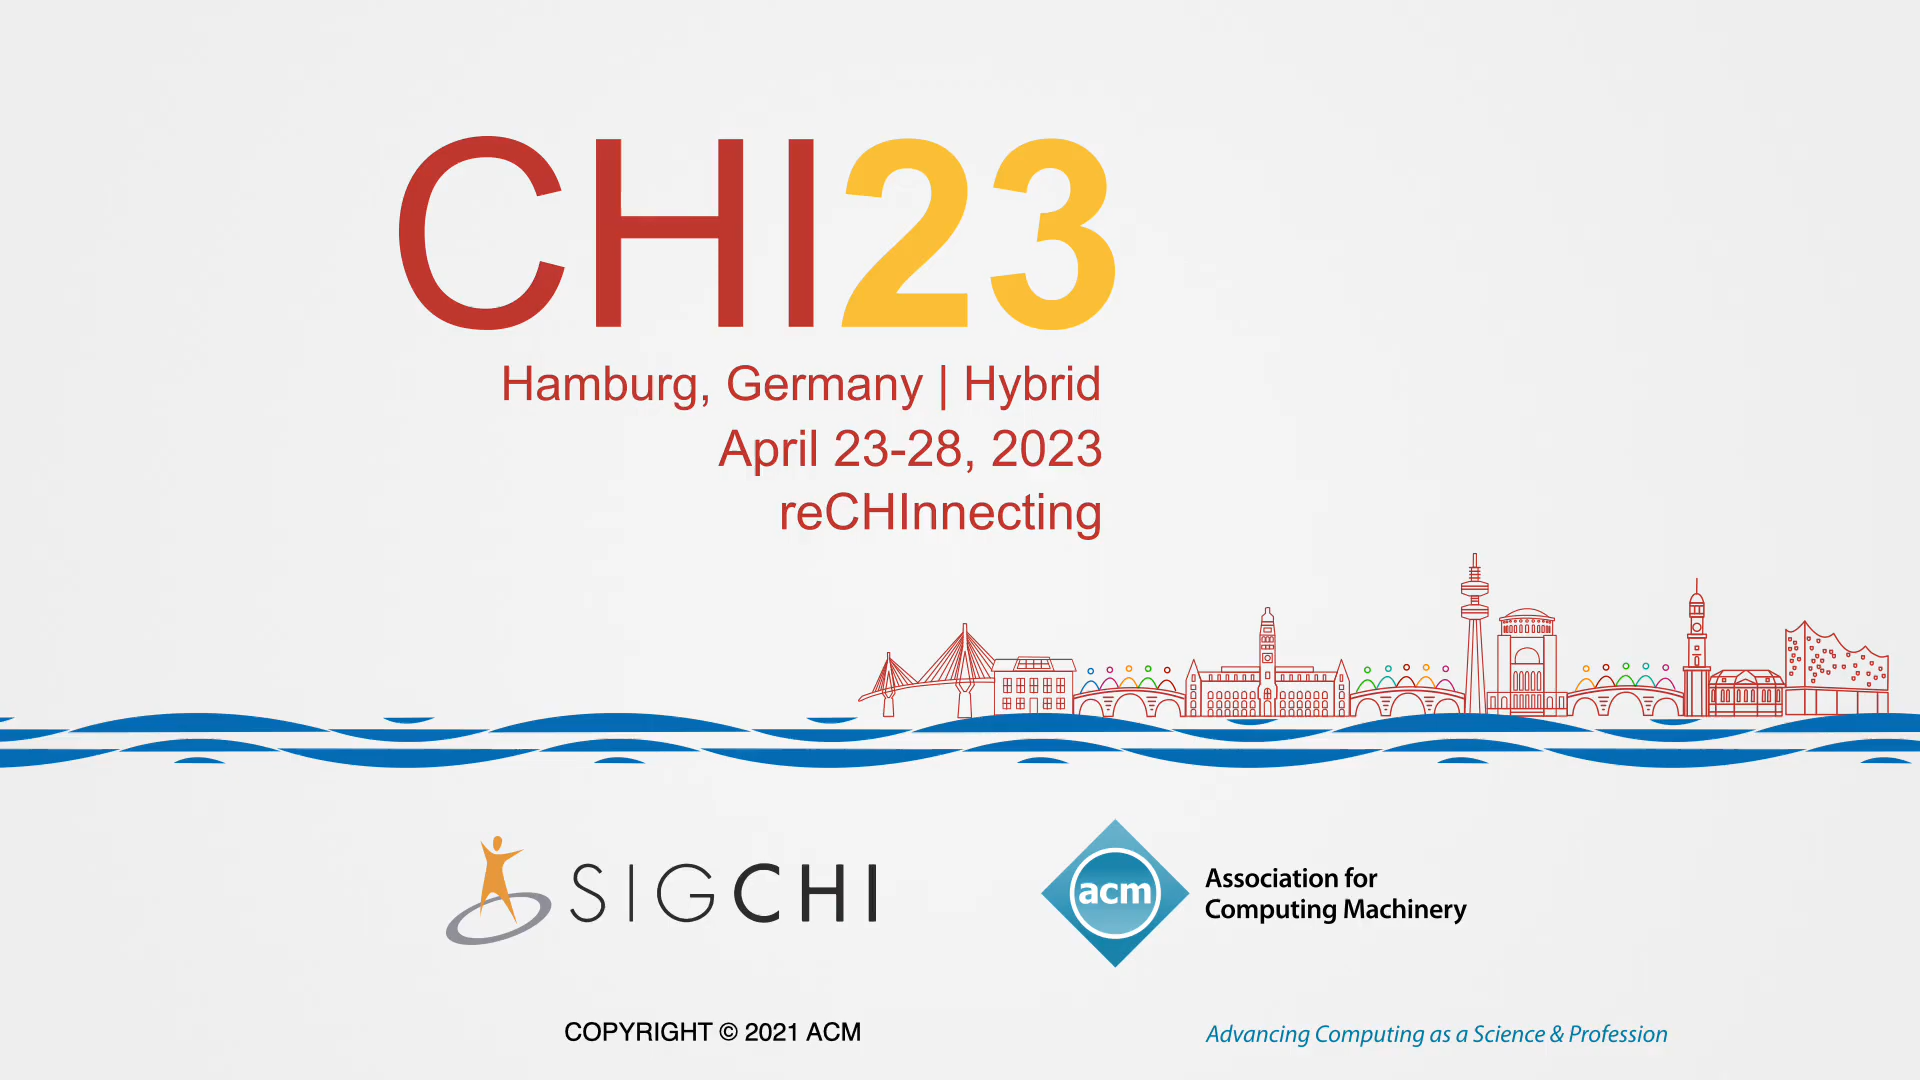 CHI23
Hamburg, Germany | Hybrid
April 23-28, 2023
reCHInnecting
SIGCHI
acm
Association for
Computing Machinery
COPYRIGHT © 2021 ACM
Advancing Computing as a Science & Profession